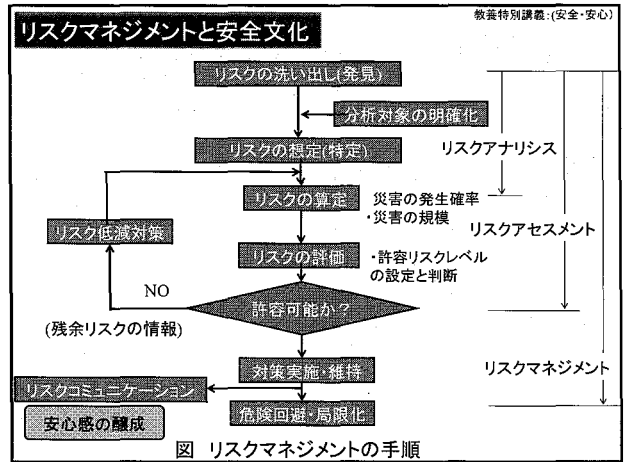 教養特別講義:(安全・安心)
リスクマネジメントと安全文化
リスクの洗い出し(発見)
分析対象の明確化
リスクの想定(特定)
リスクアナリシス
リスクの算定
災害の発生確率
・災害の規模
リスク低減対策
リスクアセスメント
リスクの評価
・許容リスクレベル
の設定と判断
NO
許容可能か?
(残余リスクの情報)
対策実施・維持
リスクマネジメント
リスクコミュニケーション
危険回避・局限化
安心感の醸成
図 リスクマネジメントの手順